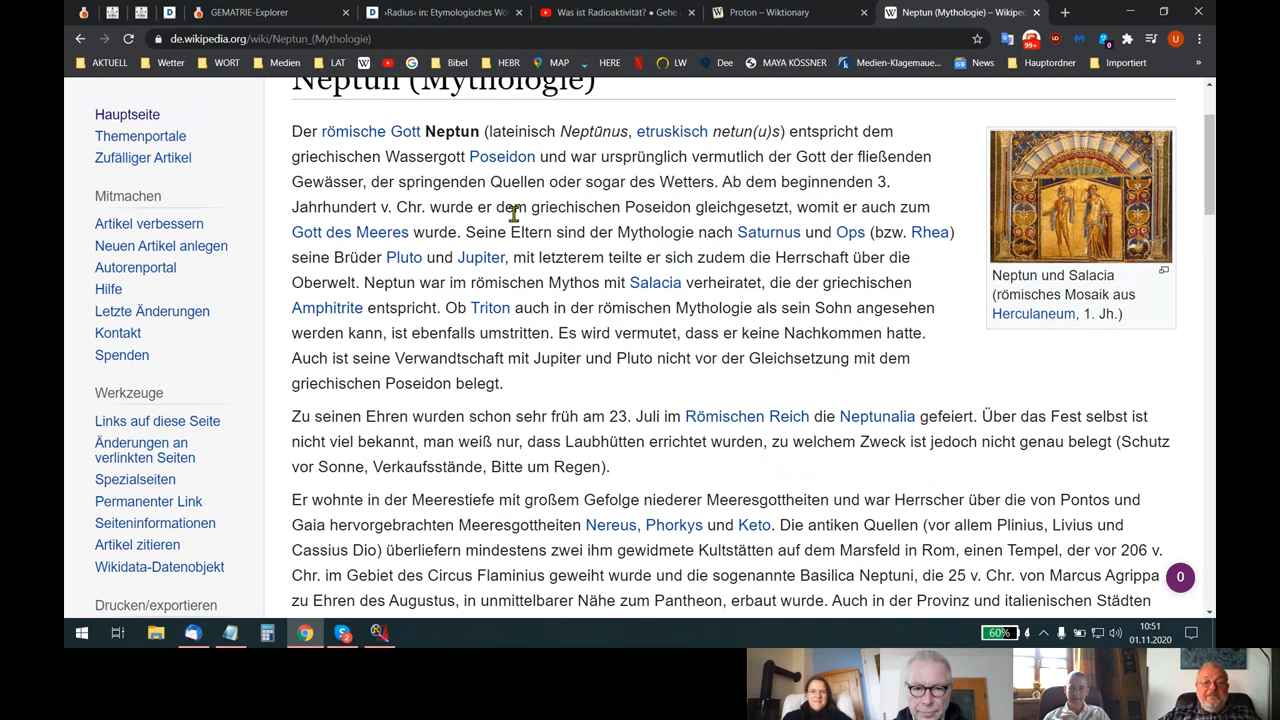 GEMATRIE-Explorer
›Radius‹ in: Etymologisches Wö
Was ist Radioaktivität? ● Gehe
Proton – Wiktionary
Neptun (Mythologie) – Wikipe
de.wikipedia.org/wiki/Neptun_(Mythologie)
99+
0
U
AKTUELL
Wetter
WORT
Medien
LAT
Bibel
HEBR
MAP
HERE
LW
Dee
MAYA KÖSSNER
Medien-Klagemaue...
News
Hauptordner
Importiert
»
Neptun (Mythologie)
Hauptseite
Themenportale
Zufälliger Artikel
Mitmachen
Artikel verbessern
Neuen Artikel anlegen
Autorenportal
Hilfe
Letzte Änderungen
Kontakt
Spenden
Werkzeuge
Links auf diese Seite
Änderungen an
verlinkten Seiten
Spezialseiten
Permanenter Link
Seiteninformationen
Artikel zitieren
Wikidata-Datenobjekt
Drucken/exportieren
Der römische Gott Neptun (lateinisch Neptūnus, etruskisch netun(u)s) entspricht dem
griechischen Wassergott Poseidon und war ursprünglich vermutlich der Gott der fließenden
Gewässer, der springenden Quellen oder sogar des Wetters. Ab dem beginnenden 3.
Jahrhundert v. Chr. wurde er dem griechischen Poseidon gleichgesetzt, womit er auch zum
Gott des Meeres wurde. Seine Eltern sind der Mythologie nach Saturnus und Ops (bzw. Rhea)
seine Brüder Pluto und Jupiter, mit letzterem teilte er sich zudem die Herrschaft über die
Oberwelt. Neptun war im römischen Mythos mit Salacia verheiratet, die der griechischen
Amphitrite entspricht. Ob Triton auch in der römischen Mythologie als sein Sohn angesehen
werden kann, ist ebenfalls umstritten. Es wird vermutet, dass er keine Nachkommen hatte.
Auch ist seine Verwandtschaft mit Jupiter und Pluto nicht vor der Gleichsetzung mit dem
griechischen Poseidon belegt.
Neptun und Salacia
(römisches Mosaik aus
Herculaneum, 1. Jh.)
Zu seinen Ehren wurden schon sehr früh am 23. Juli im Römischen Reich die Neptunalia gefeiert. Über das Fest selbst ist
nicht viel bekannt, man weiß nur, dass Laubhütten errichtet wurden, zu welchem Zweck ist jedoch nicht genau belegt (Schutz
vor Sonne, Verkaufsstände, Bitte um Regen).
Er wohnte in der Meerestiefe mit großem Gefolge niederer Meeresgottheiten und war Herrscher über die von Pontos und
Gaia hervorgebrachten Meeresgottheiten Nereus, Phorkys und Keto. Die antiken Quellen (vor allem Plinius, Livius und
Cassius Dio) überliefern mindestens zwei ihm gewidmete Kultstätten auf dem Marsfeld in Rom, einen Tempel, der vor 206 v.
Chr. im Gebiet des Circus Flaminius geweiht wurde und die sogenannte Basilica Neptuni, die 25 v. Chr. von Marcus Agrippa
zu Ehren des Augustus, in unmittelbarer Nähe zum Pantheon, erbaut wurde. Auch in der Provinz und italienischen Städten
0
60%
10:51
01.11.2020